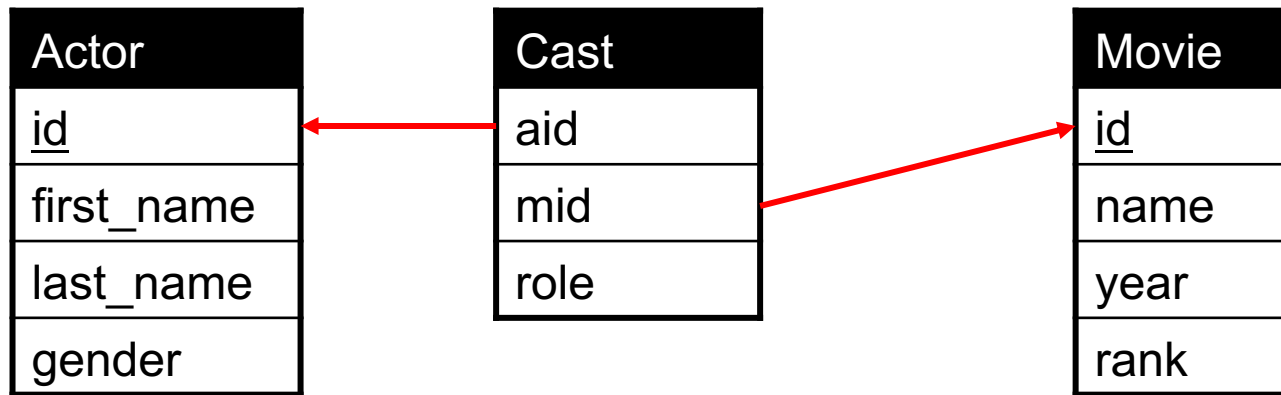 Actor
id
first_name
last_name
gender
Cast
aid
mid
role
Movie
id
name
year
rank